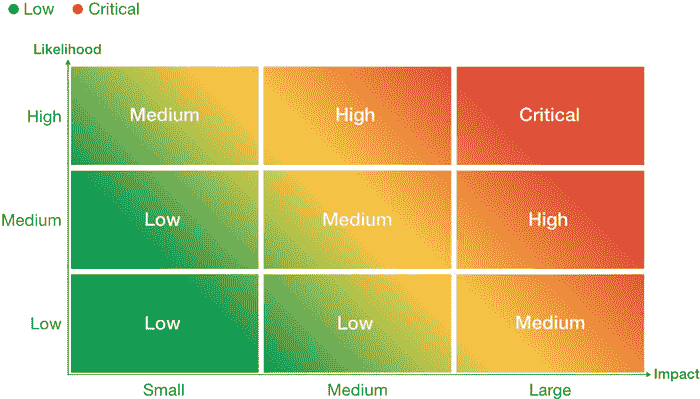 Low Critical
Likelihood
High Medium High Critical
Medium Low Medium High
Low Low Low Medium
Impact
Small Medium Large